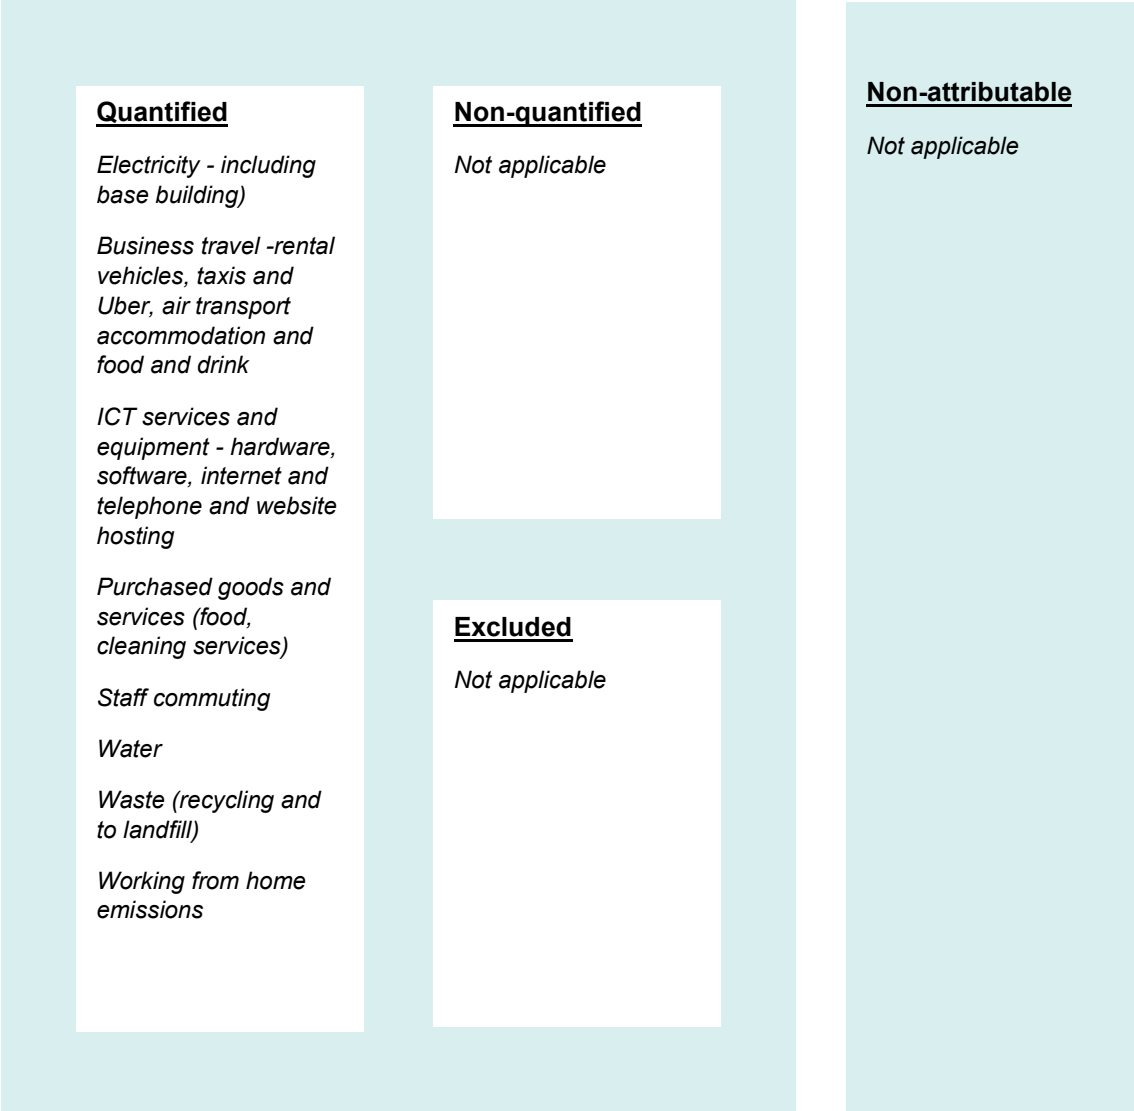 Quantified
Electricity - including
base building)
Business travel -rental
vehicles, taxis and
Uber, air transport
accommodation and
food and drink
ICT services and
equipment - hardware,
software, internet and
telephone and website
hosting
Purchased goods and
services (food,
cleaning services)
Staff commuting
Water
Waste (recycling and
to landfill)
Working from home
emissions
Non-quantified
Not applicable
Excluded
Not applicable
Non-attributable
Not applicable